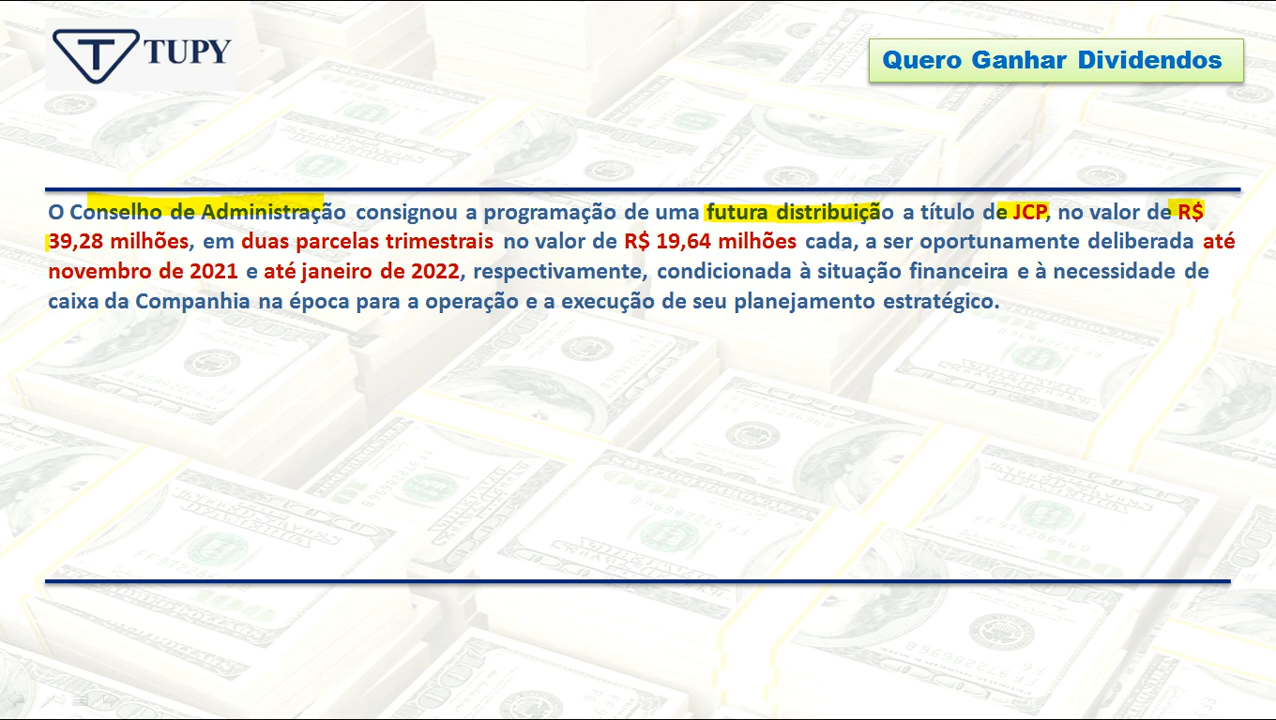 TUPY
Quero Ganhar Dividendos
O Conselho de Administração consignou a programação de uma futura distribuição a título de JCP, no valor de R$
39,28 milhões, em duas parcelas trimestrais no valor de R$ 19,64 milhões cada, a ser oportunamente deliberada até
novembro de 2021 e até janeiro de 2022, respectivamente, condicionada à situação financeira e à necessidade de
caixa da Companhia na época para a operação e a execução de seu planejamento estratégico.